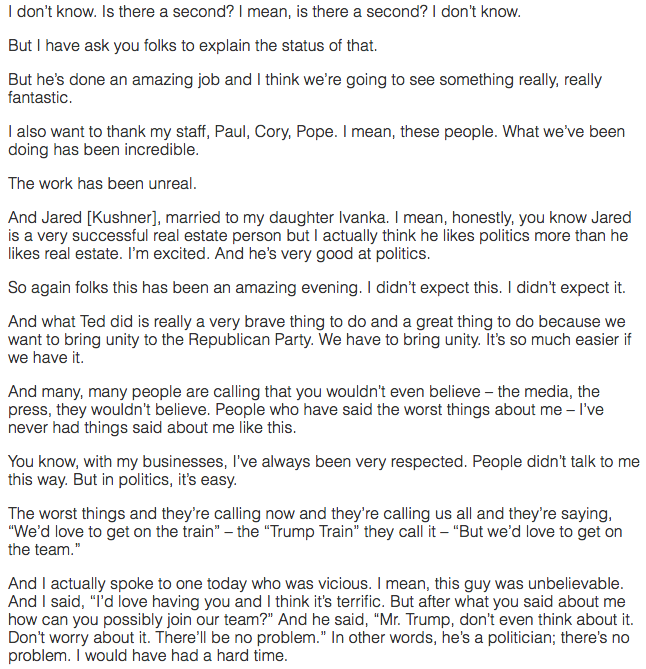 I don't know. Is there a second? I mean, is there a second? I don't know.
But I have ask you folks to explain the status of that.
But he's done an amazing job and I think we're going to see something really, really
fantastic.
I also want to thank my staff, Paul, Cory, Pope. I mean, these people. What we've been
doing has been incredible.
The work has been unreal.
And Jared [Kushner], married to my daughter Ivanka. I mean, honestly, you know Jared
is a very successful real estate person but I actually think he likes politics more than he
likes real estate. I'm excited. And he's very good at politics.
So again folks this has been an amazing evening. I didn't expect this. I didn't expect it.
And what Ted did is really a very brave thing to do and a great thing to do because we
want to bring unity to the Republican Party. We have to bring unity. It's so much easier if
we have it.
And many, many people are calling that you wouldn't even believe – the media, the
press, they wouldn't believe. People who have said the worst things about me – I've
never had things said about me like this.
You know, with my businesses, I've always been very respected. People didn't talk to me
this way. But in politics, it's easy.
The worst things and they're calling now and they're calling us all and they're saying,
“We'd love to get on the train” – the “Trump Train” they call it – “But we'd love to get on
the team.”
And I actually spoke to one today who was vicious. I mean, this guy was unbelievable.
And I said, “I'd love having you and I think it's terrific. But after what you said about me
how can you possibly join our team?” And he said, “Mr. Trump, don't even think about it.
Don't worry about it. There'll be no problem.” In other words, he's a politician; there's no
problem. I would have had a hard time.